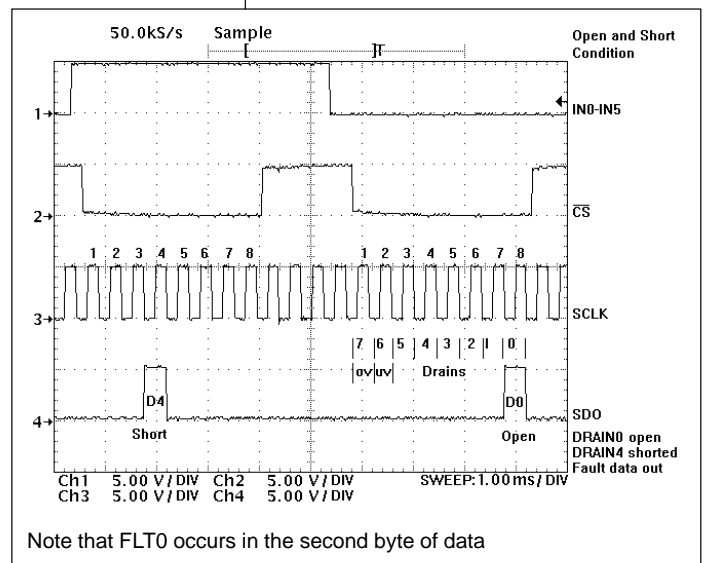 50.0kS/s Sample
[ ]T
Open and Short
Condition
1→
IN0-IN5
2→
CS
1 2 3 4 5 6 7 8 1 2 3 4 5 6 7 8
3→
SCLK
7 6 5 4 3 2 1 0
ov uv Drains
D4 D0
4→
SDO
Short Open
DRAIN0 open
DRAIN4 shorted
Fault data out
Ch1 5.00 V/DIV Ch2 5.00 V/DIV SWEEP:1.00ms/DIV
Ch3 5.00 V/DIV Ch4 5.00 V/DIV
Note that FLT0 occurs in the second byte of data